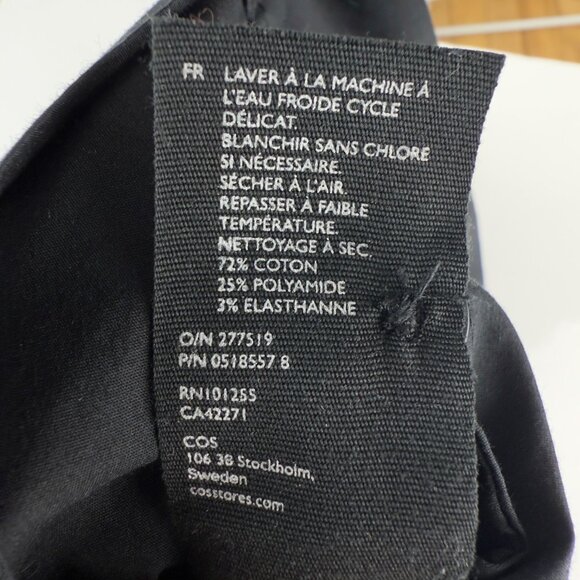 FR LAVER À LA MACHINE À
L'EAU FROIDE CYCLE
DÉLICAT.
BLANCHIR SANS CHLORE
SI NÉCESSAIRE.
SÉCHER À L'AIR.
REPASSER À FAIBLE
TEMPÉRATURE.
NETTOYAGE À SEC.
72% COTON
25% POLYAMIDE
3% ELASTHANNE
O/N 277519
P/N 0518557 8
RN101255
CA42271
COS
106 38 Stockholm,
Sweden
cosstores.com